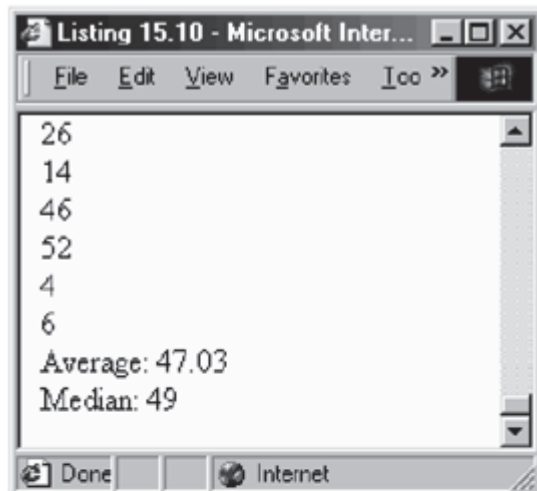 Listing 15.10 - Microsoft Inter...
File Edit View Favorites Too »
26
14
46
52
4
6
Average: 47.03
Median: 49
Done Internet